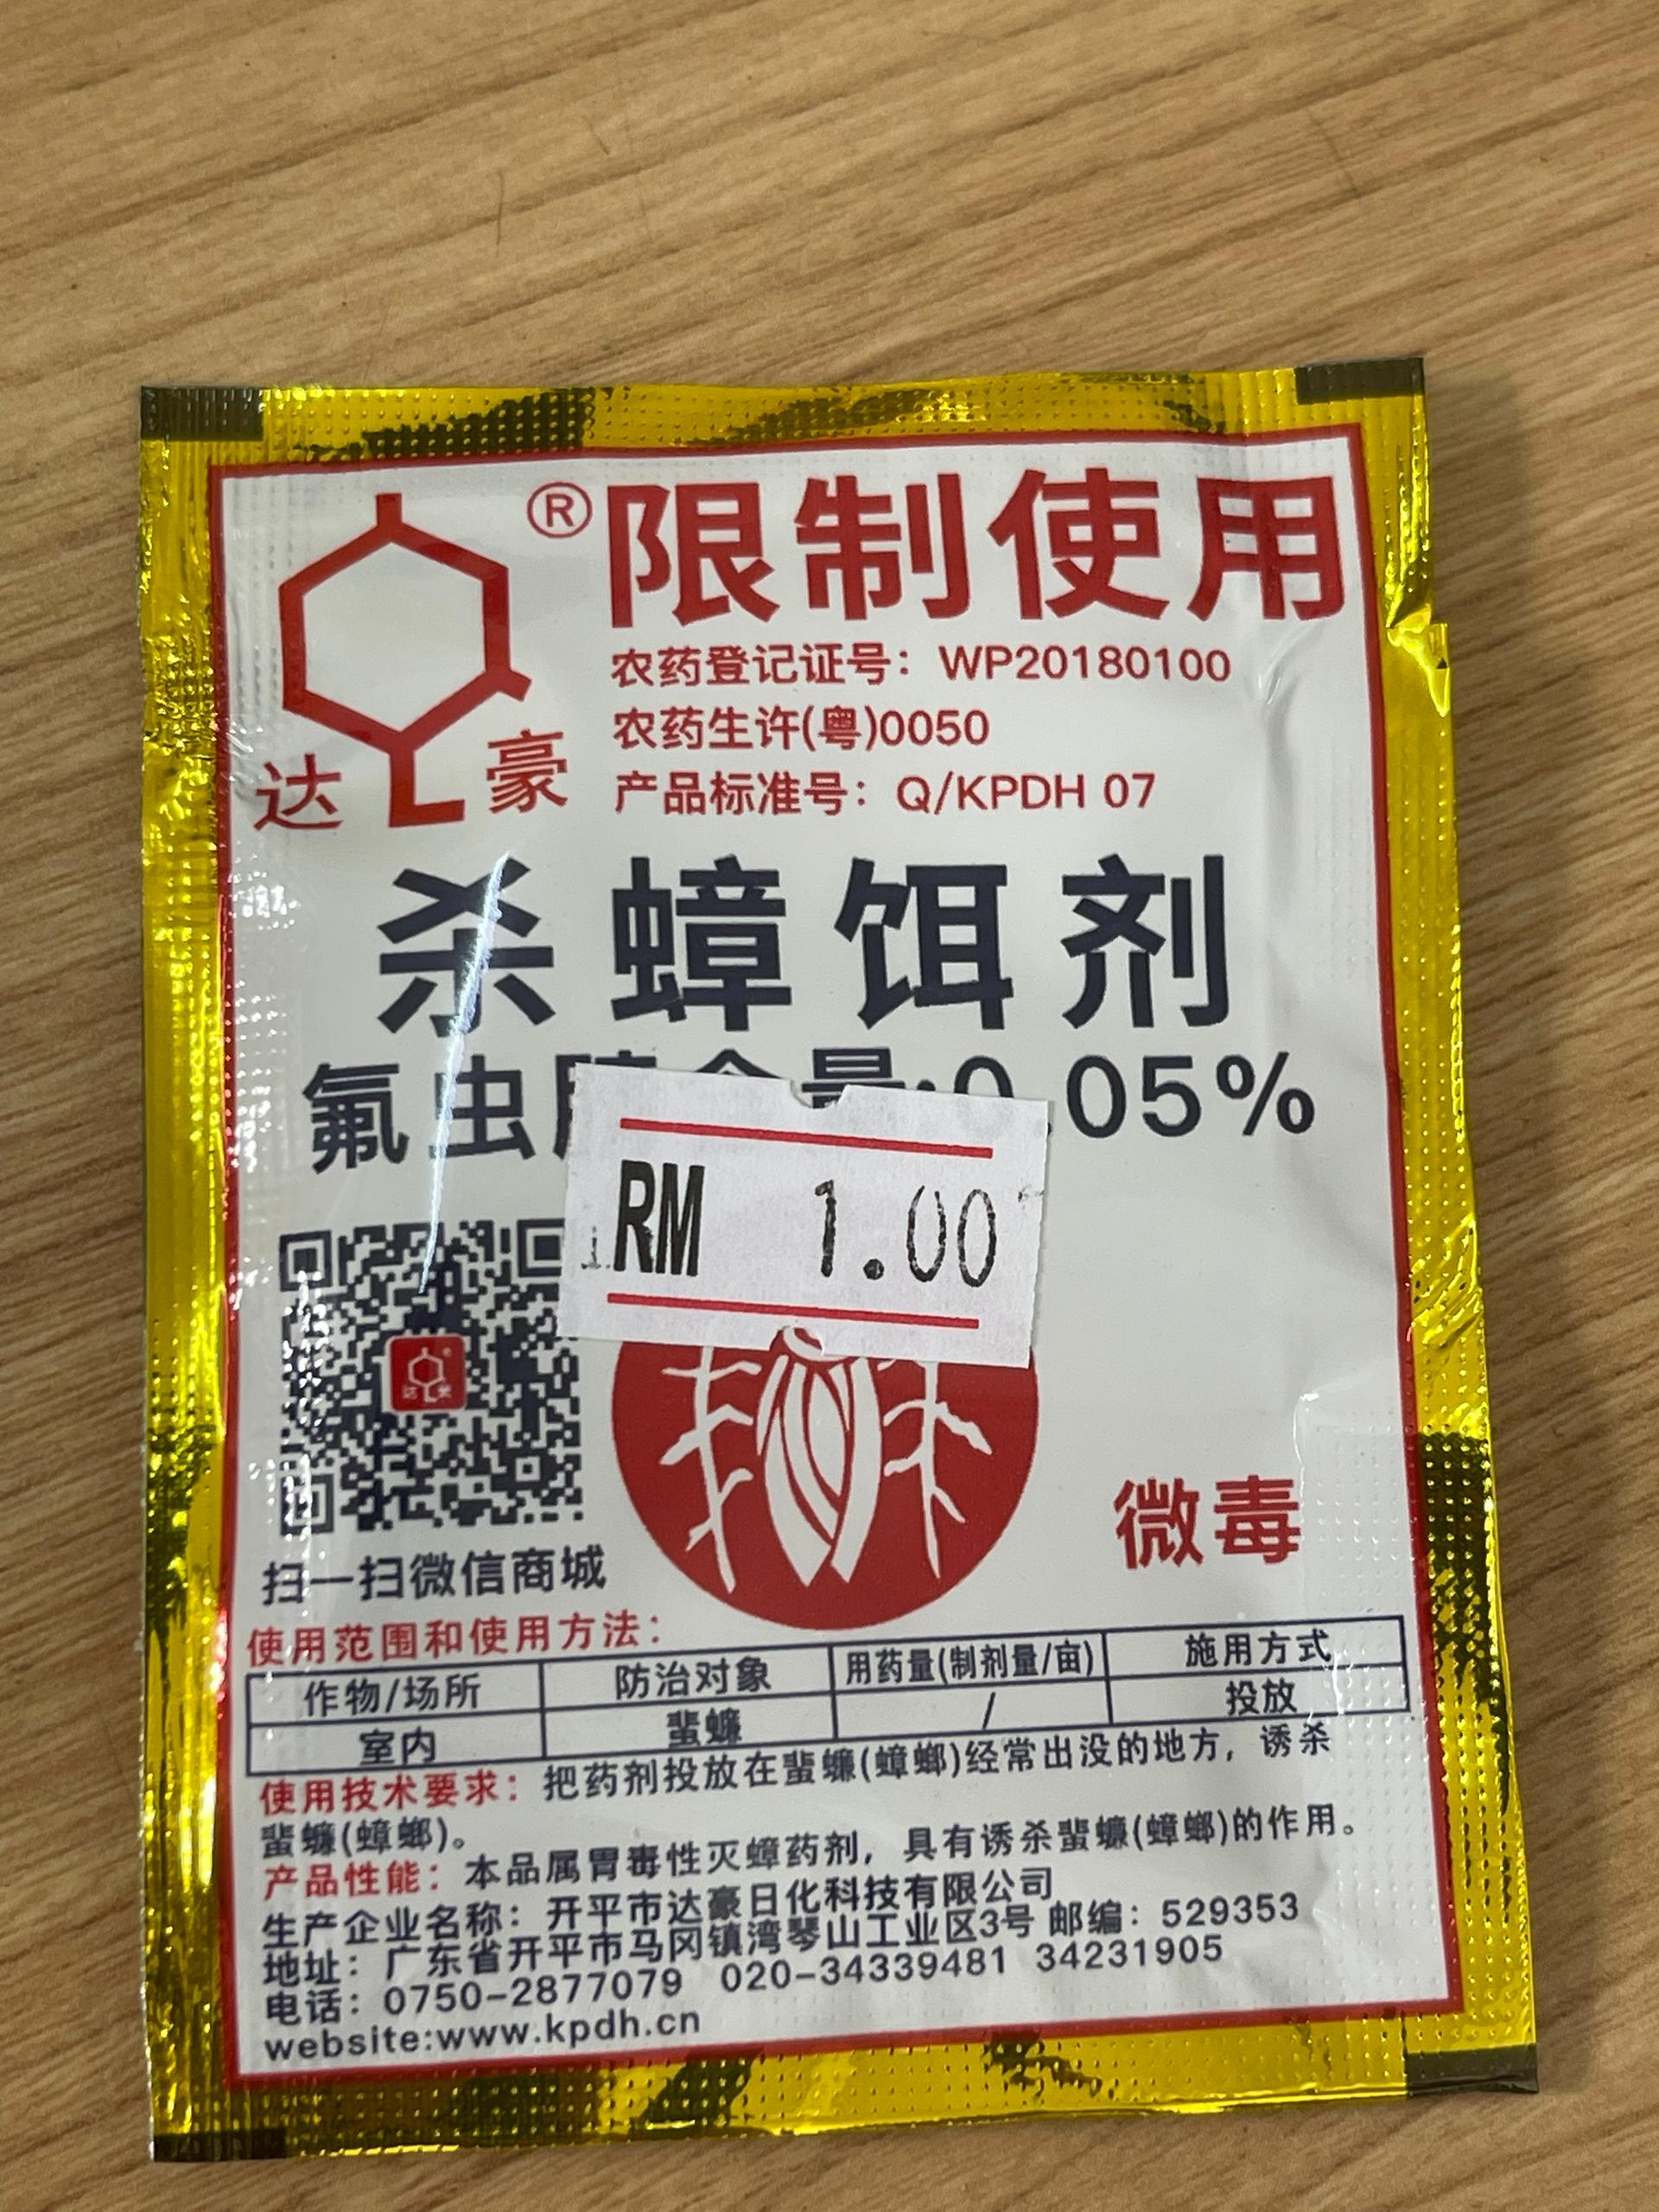 ®限制使用
农药登记证号：WP20180100
农药生许(粤)0050
产品标准号：Q/KPDH 07
达豪
杀蟑饵剂
氟虫 .05%
RM 1.00
微毒
扫一扫微信商城
使用范围和使用方法：
作物/场所 防治对象 用药量(制剂量/亩) 施用方式
室内 蜚蠊 / 投放
使用技术要求：把药剂投放在蜚蠊(蟑螂)经常出没的地方，诱杀
蜚蠊(蟑螂)。
产品性能：本品属胃毒性灭蟑药剂，具有诱杀蜚蠊(蟑螂)的作用。
生产企业名称：开平市达豪日化科技有限公司
地址：广东省开平市马冈镇湾琴山工业区3号 邮编：529353
电话：0750-2877079 020-34339481 34231905
website:www.kpdh.cn